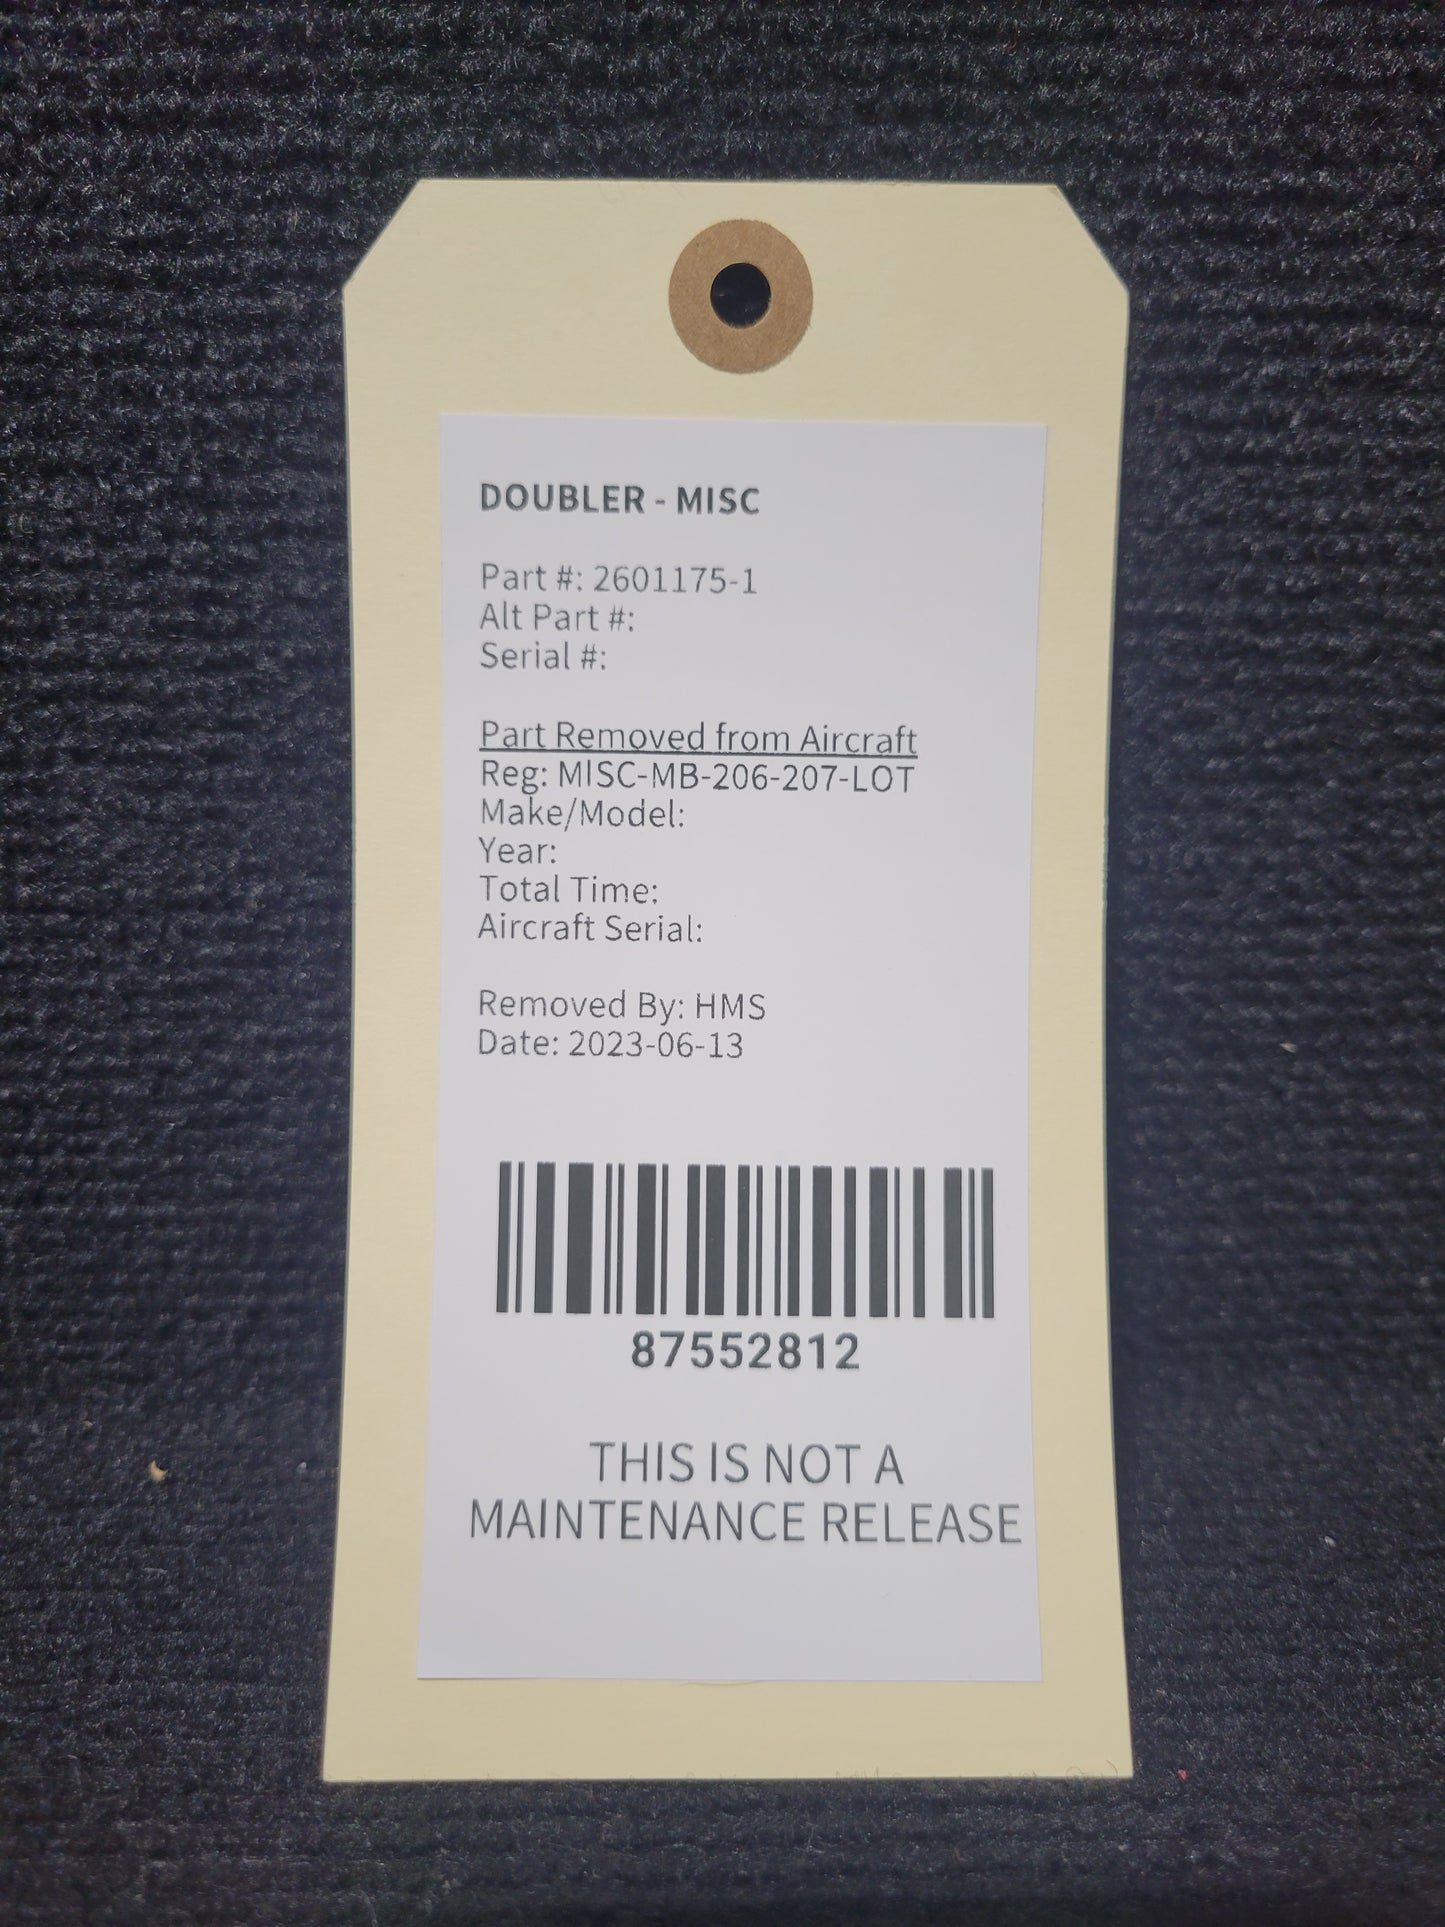 DOUBLER - MISC
Part #: 2601175-1
Alt Part #:
Serial #:
Part Removed from Aircraft
Reg: MISC-MB-206-207-LOT
Make/Model:
Year:
Total Time:
Aircraft Serial:
Removed By: HMS
Date: 2023-06-13
87552812
THIS IS NOT A
MAINTENANCE RELEASE